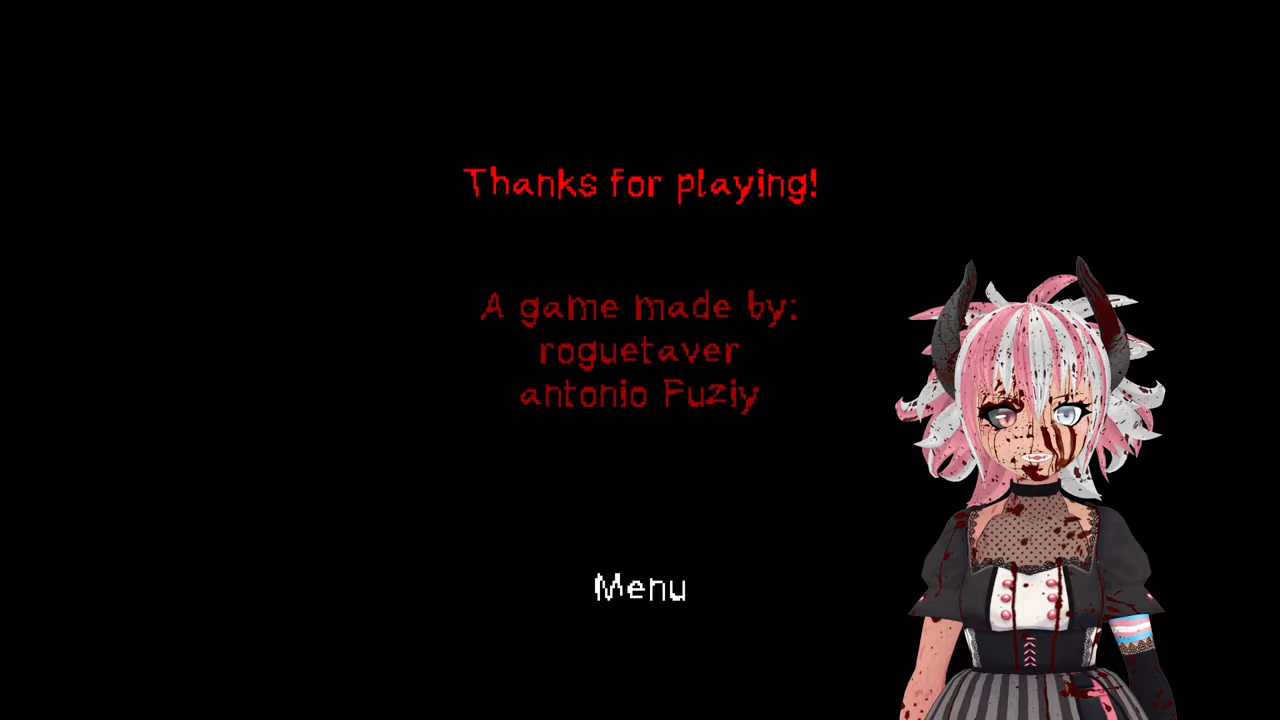 Thanks for playing!
A game made by:
roguetaver
antonio Fuziy
Menu